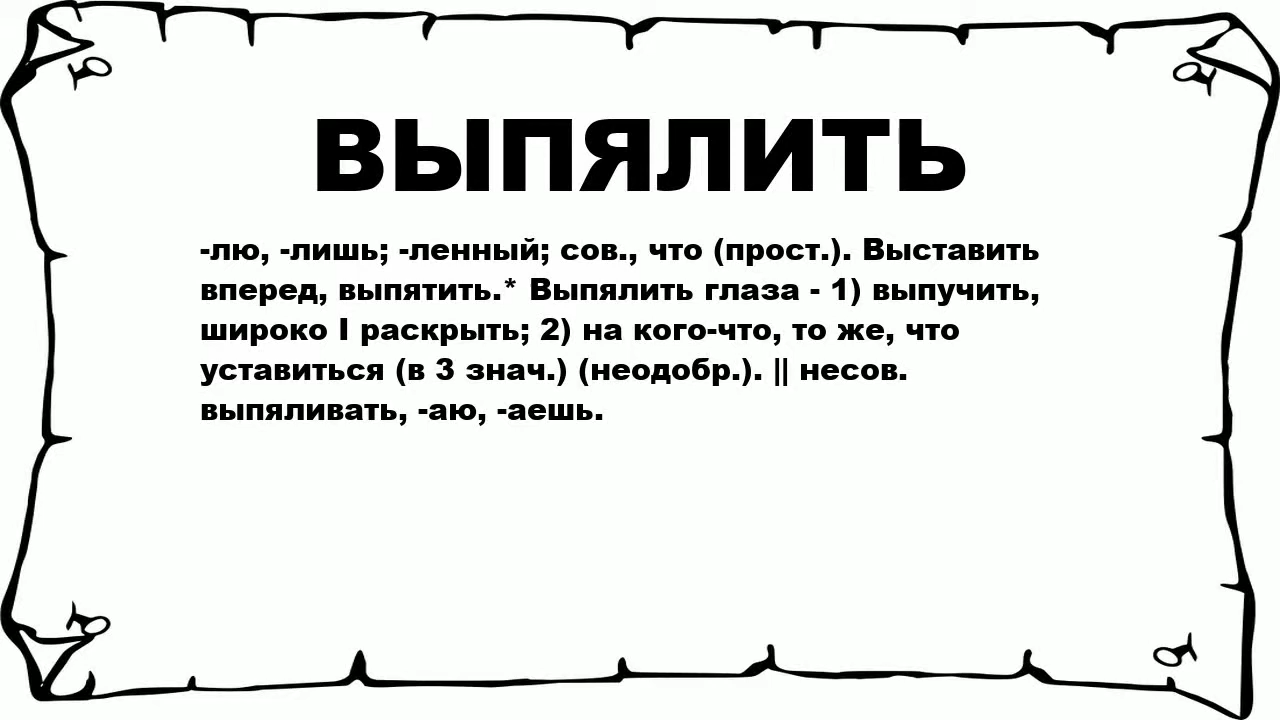 ВЫПЯЛИТЬ
-лю, -лишь; -ленный; сов., что (прост.). Выставить
вперед, выпятить.* Выпялить глаза - 1) выпучить,
широко I раскрыть; 2) на кого-что, то же, что
уставиться (в 3 знач.) (неодобр.). || несов.
выпяливать, -аю, -аешь.